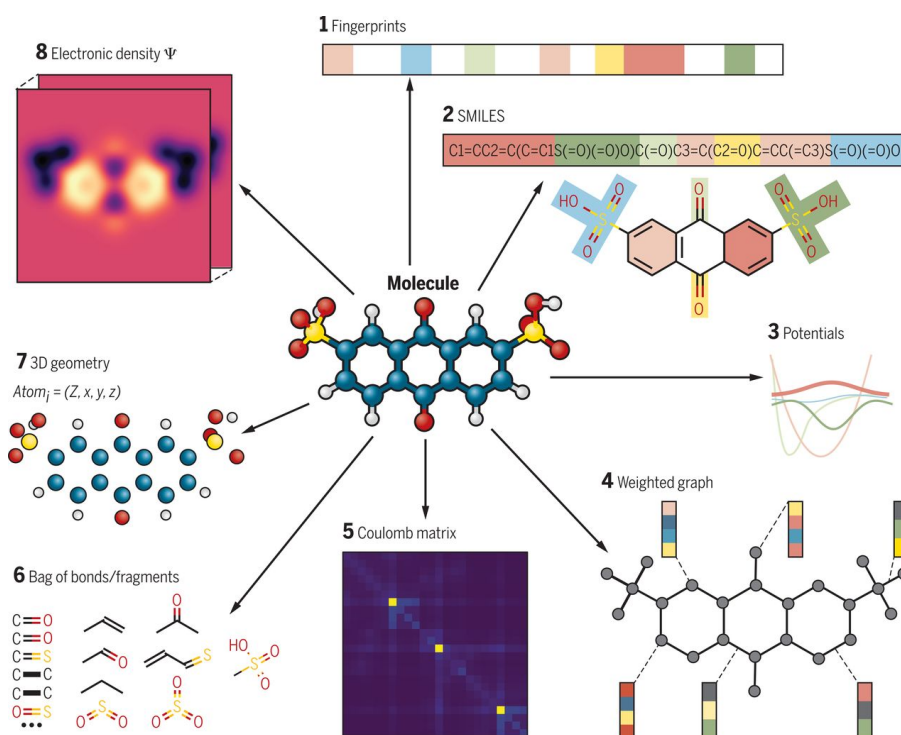 1 Fingerprints
8 Electronic density Ψ
2 SMILES
C1=CC2=C(C=C1S(=O)(=O)O)C(=O)C3=C(C2=O)C=CC(=C3)S(=O)(=O)O
O
HO
S
O
O
O
O
S
OH
O
O
Molecule
3 Potentials
7 3D geometry
Atomi = (Z, x, y, z)
4 Weighted graph
5 Coulomb matrix
6 Bag of bonds/fragments
C=O
C=O
C=S
C C
C C
O=S
•••
O
O
S
HO
O
S
O
O
S
O
O
S
O
O